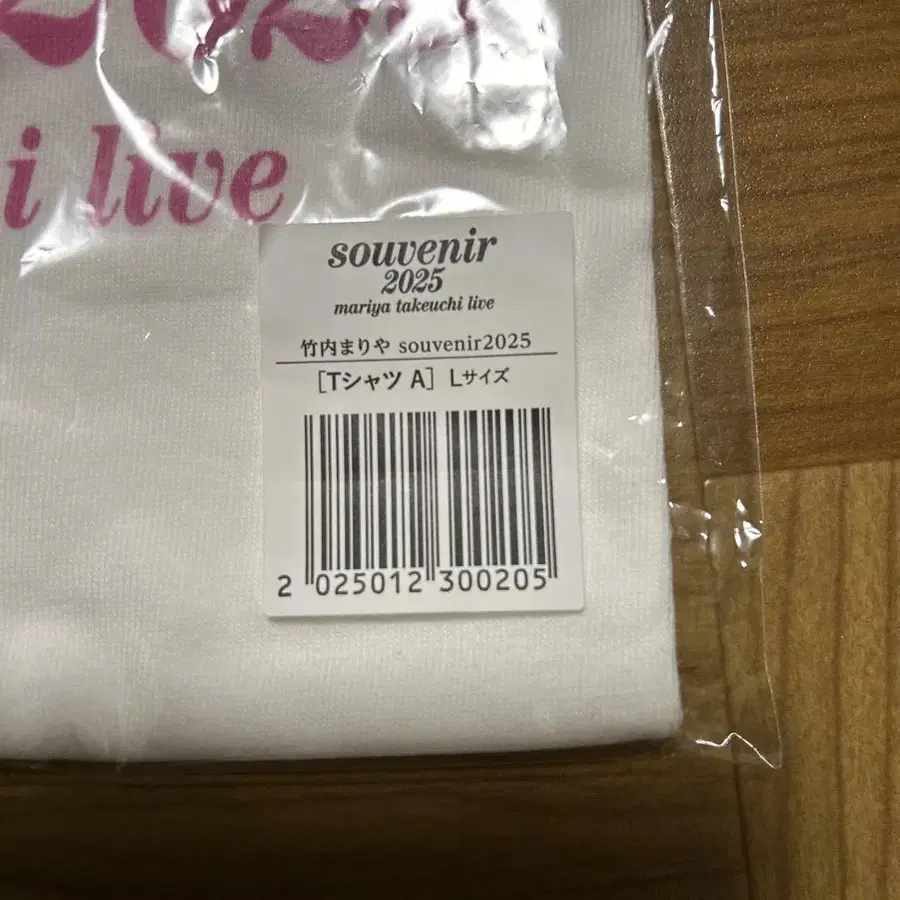 2025
i live
souvenir
2025
mariya takeuchi live
竹内まりや souvenir2025
［Tシャツ A］ Lサイズ
2 025012 300205